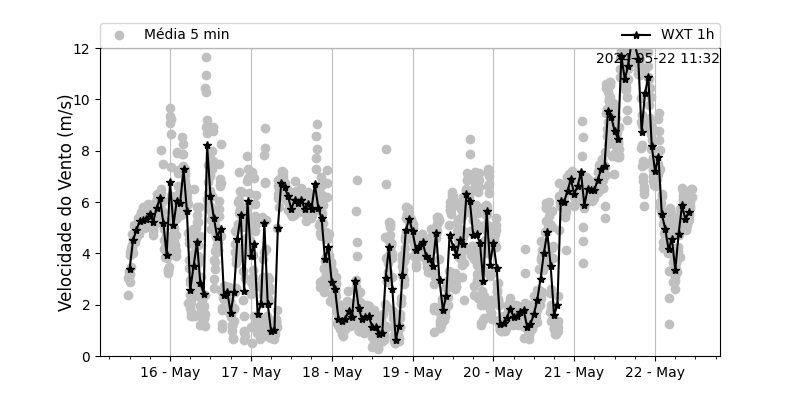 Média 5 min
WXT 1h
2024-05-22 11:32
Velocidade do Vento (m/s)
12
10
8
6
4
2
0
16 - May
17 - May
18 - May
19 - May
20 - May
21 - May
22 - May